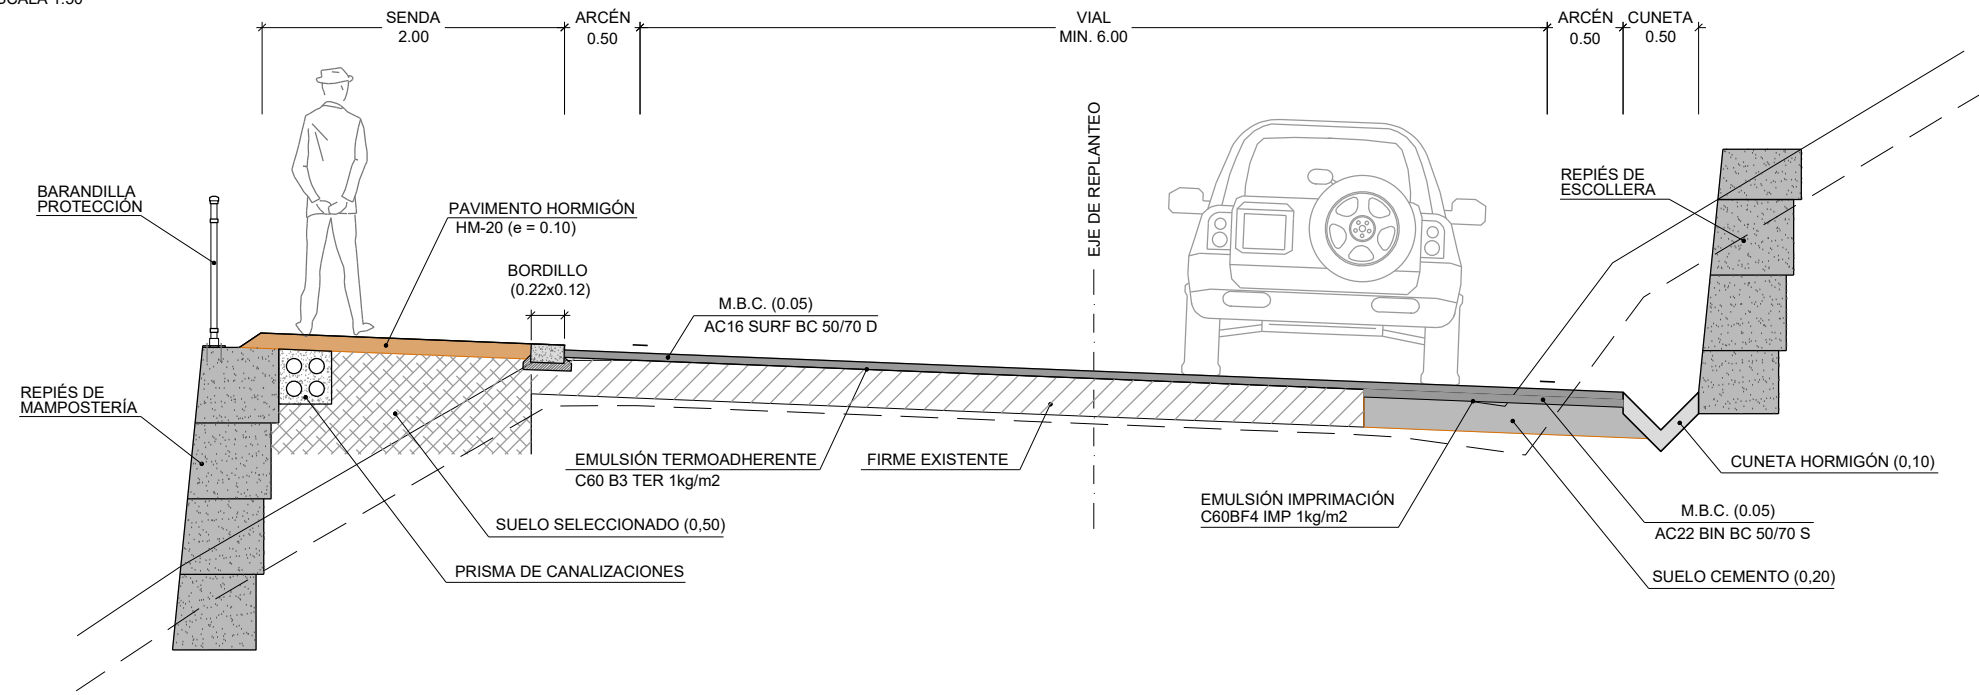 ESCALA 1:50
SENDA
2.00
ARCÉN
0.50
VIAL
MIN. 6.00
ARCÉN
0.50
CUNETA
0.50
EJE DE REPLANTEO
BARANDILLA
PROTECCIÓN
PAVIMENTO HORMIGÓN
HM-20 (e = 0.10)
BORDILLO
(0.22x0.12)
M.B.C. (0.05)
AC16 SURF BC 50/70 D
REPIÉS DE
ESCOLLERA
REPIÉS DE
MAMPOSTERÍA
EMULSIÓN TERMOADHERENTE
C60 B3 TER 1kg/m2
FIRME EXISTENTE
SUELO SELECCIONADO (0,50)
PRISMA DE CANALIZACIONES
EMULSIÓN IMPRIMACIÓN
C60BF4 IMP 1kg/m2
CUNETA HORMIGÓN (0,10)
M.B.C. (0.05)
AC22 BIN BC 50/70 S
SUELO CEMENTO (0,20)